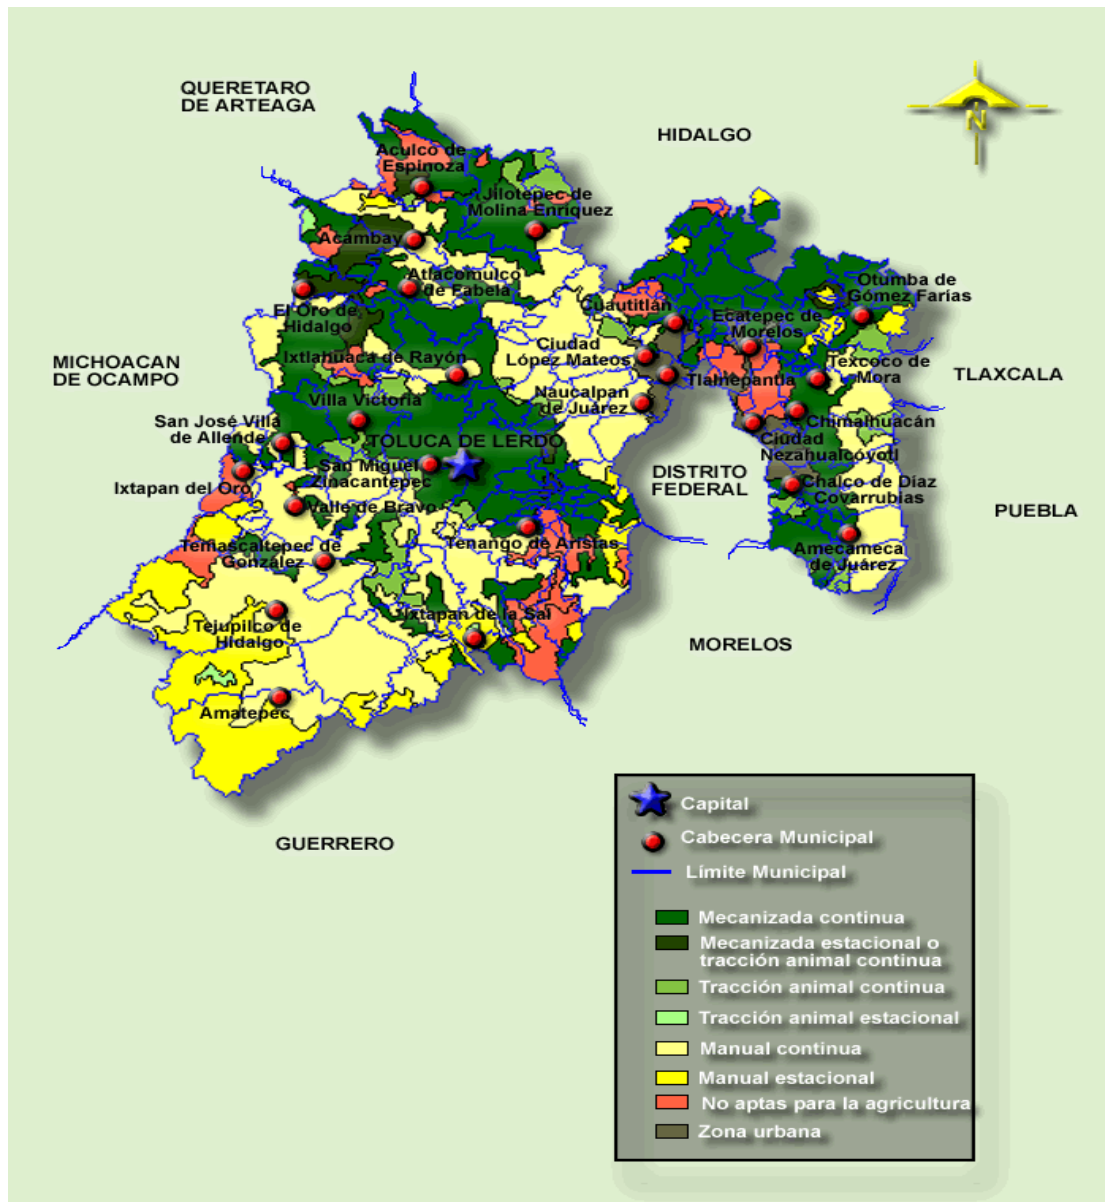 QUERETARO
DE ARTEAGA
HIDALGO
N
Aculco de
Espinoza
Jilotepec de
Molina Enríquez
Acambay
Atlacomulco
de Fabela
El Oro de
Hidalgo
Cuautitlán
Otumba de
Gómez Farías
Ecatepec de
Morelos
MICHOACAN
DE OCAMPO
Ixtlahuaca de Rayón
Ciudad
López Mateos
Tlalnepantla
Texcoco de
Mora
TLAXCALA
Villa Victoria
Naucalpan
de Juárez
San José Villa
de Allende
TOLUCA DE LERDO
Chimalhuacán
Ciudad
Nezahualcóyotl
San Miguel
Zinacantepec
DISTRITO
FEDERAL
Ixtapan del Oro
Chalco de Díaz
Covarrubias
Valle de Bravo
PUEBLA
Temascaltepec de
González
Tenango de Aristas
Amecameca
de Juárez
Tejupilco de
Hidalgo
Ixtapan de la Sal
MORELOS
Amatepec
GUERRERO
Capital
Cabecera Municipal
Límite Municipal
Mecanizada continua
Mecanizada estacional o
tracción animal continua
Tracción animal continua
Tracción animal estacional
Manual continua
Manual estacional
No aptas para la agricultura
Zona urbana